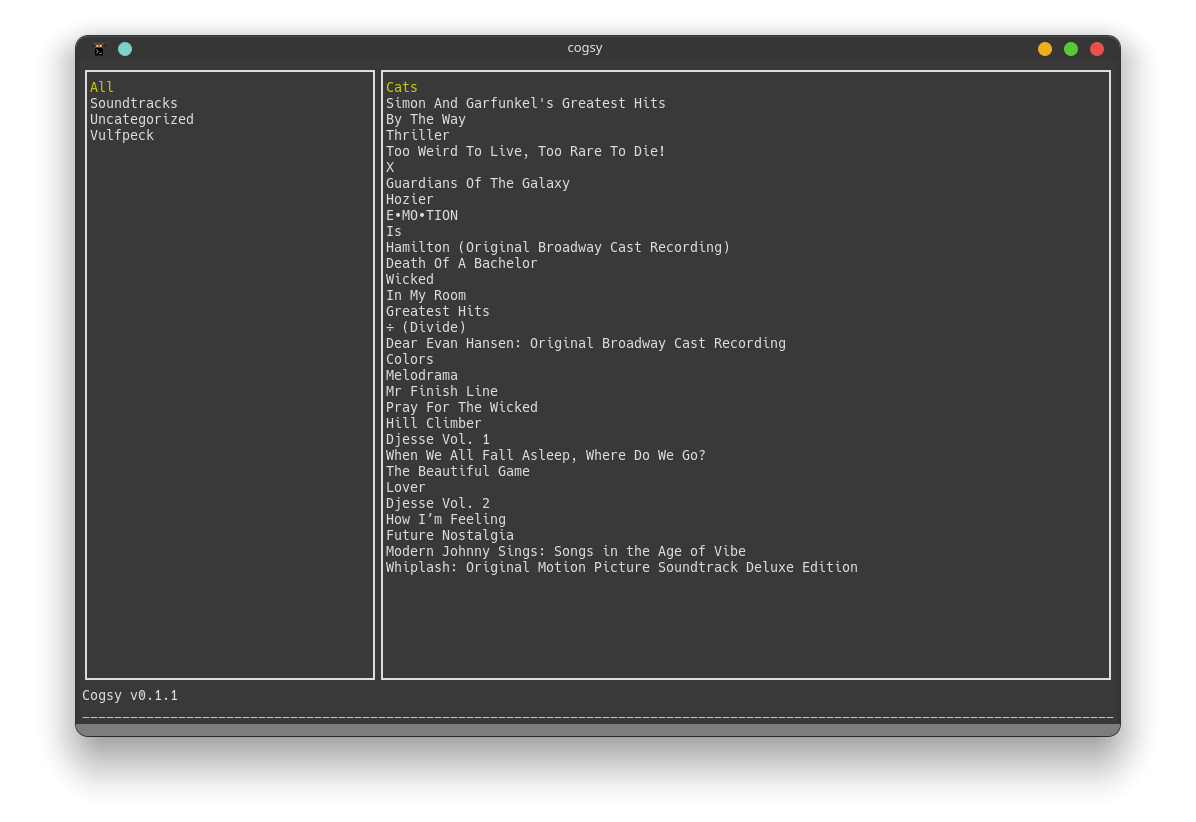 cogsy
All
Soundtracks
Uncategorized
Vulfpeck
Cats
Simon And Garfunkel's Greatest Hits
By The Way
Thriller
Too Weird To Live, Too Rare To Die!
X
Guardians Of The Galaxy
Hozier
E•MO•TION
Is
Hamilton (Original Broadway Cast Recording)
Death Of A Bachelor
Wicked
In My Room
Greatest Hits
÷ (Divide)
Dear Evan Hansen: Original Broadway Cast Recording
Colors
Melodrama
Mr Finish Line
Pray For The Wicked
Hill Climber
Djesse Vol. 1
When We All Fall Asleep, Where Do We Go?
The Beautiful Game
Lover
Djesse Vol. 2
How I’m Feeling
Future Nostalgia
Modern Johnny Sings: Songs in the Age of Vibe
Whiplash: Original Motion Picture Soundtrack Deluxe Edition
Cogsy v0.1.1